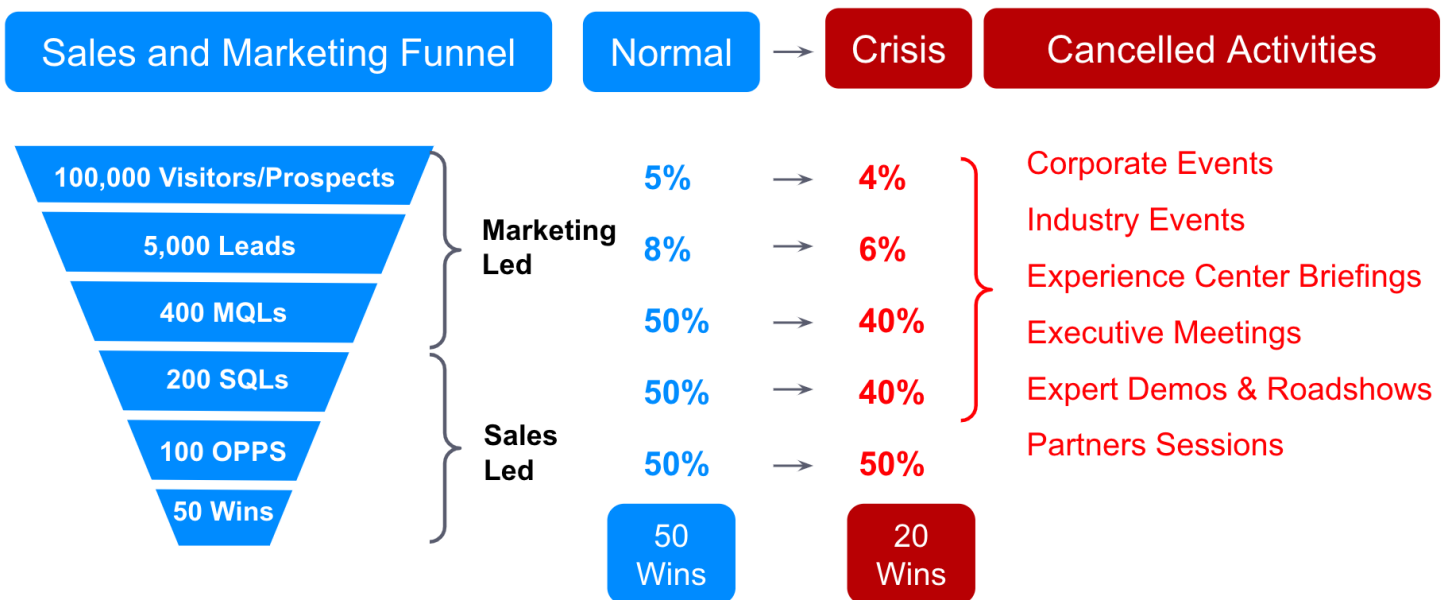 Sales and Marketing Funnel
Normal
Crisis
Cancelled Activities
100,000 Visitors/Prospects
5,000 Leads
400 MQLs
200 SQLs
100 OPPS
50 Wins
Marketing
Led
Sales
Led
5%
4%
8%
6%
50%
40%
50%
40%
50%
50%
50
Wins
20
Wins
Corporate Events
Industry Events
Experience Center Briefings
Executive Meetings
Expert Demos & Roadshows
Partners Sessions